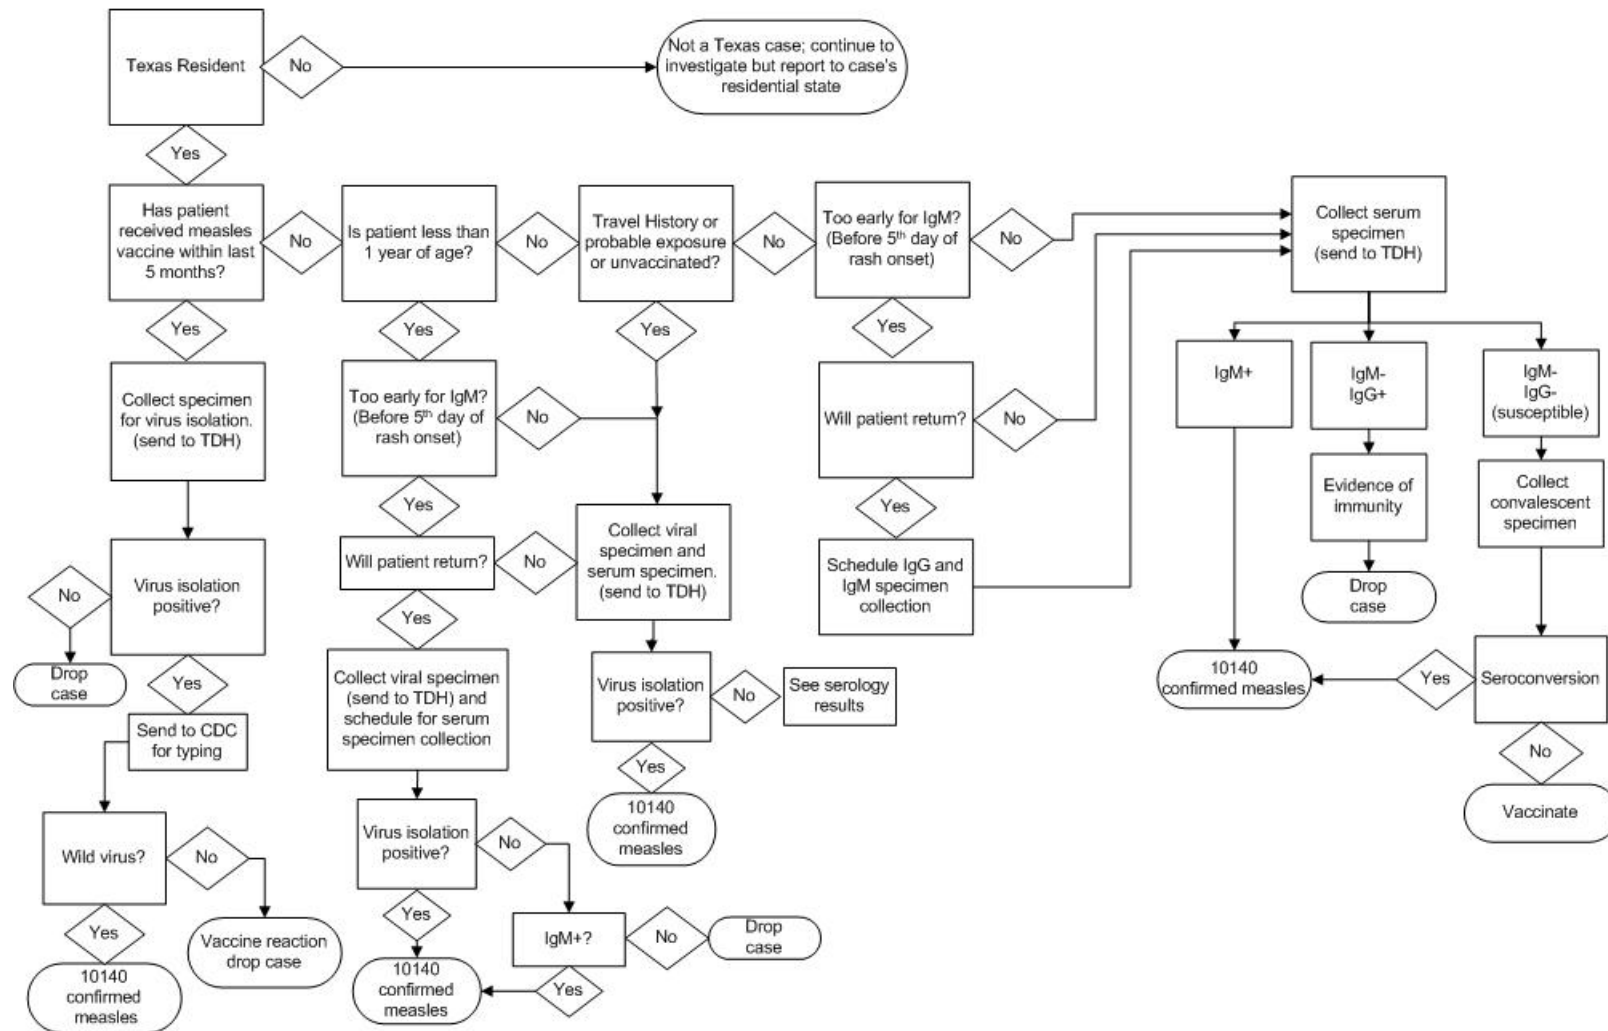 Texas Resident
No
Not a Texas case; continue to
investigate but report to case's
residential state
Yes
Has patient
received measles
vaccine within last
5 months?
No
Is patient less than
1 year of age?
No
Travel History or
probable exposure
or unvaccinated?
No
Too early for IgM?
(Before 5th day of
rash onset)
No
Collect serum
specimen
(send to TDH)
Yes
Yes
Yes
Yes
Collect specimen
for virus isolation.
(send to TDH)
Too early for IgM?
(Before 5th day of
rash onset)
No
Will patient return?
No
IgM+
IgM-
IgG+
IgM-
IgG-
(susceptible)
Yes
Yes
Evidence of
immunity
Collect
convalescent
specimen
Virus isolation
positive?
No
Drop
case
Will patient return?
No
Collect viral
specimen and
serum specimen.
(send to TDH)
Schedule IgG and
IgM specimen
collection
Drop
case
Yes
Yes
Collect viral specimen
(send to TDH) and
schedule for serum
specimen collection
Virus isolation
positive?
No
See serology
results
10140
confirmed measles
Yes
Seroconversion
Send to CDC
for typing
Yes
No
10140
confirmed
measles
Vaccinate
Wild virus?
No
Virus isolation
positive?
No
Yes
Vaccine reaction
drop case
Yes
IgM+?
No
Drop
case
10140
confirmed
measles
10140
confirmed
measles
Yes